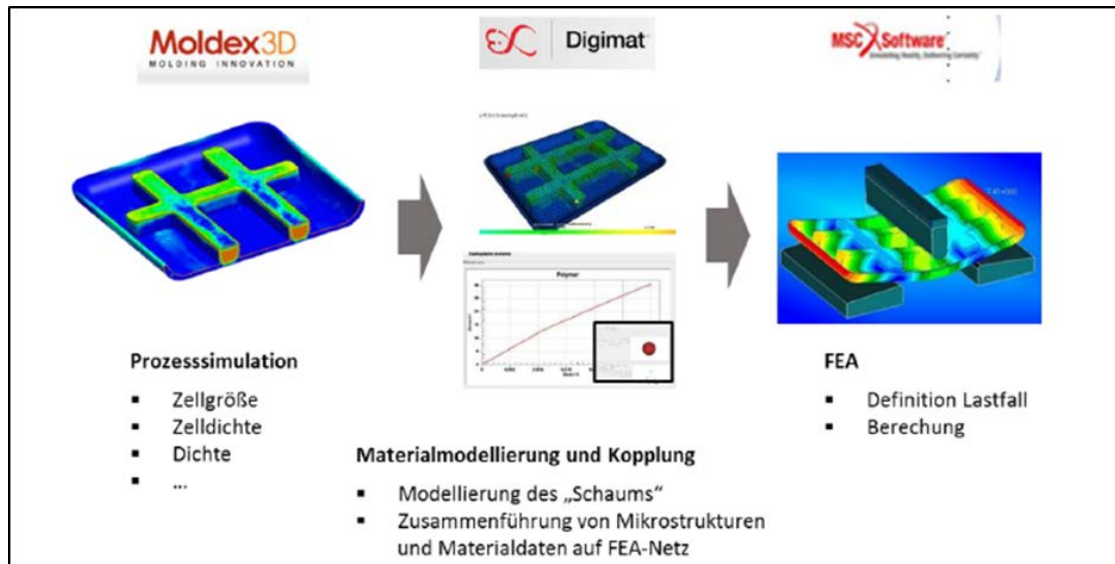 Moldex3D
MOLDING INNOVATION
Digimat
MSC Software
Polymer
Prozesssimulation
▪ Zellgröße
▪ Zelldichte
▪ Dichte
▪ ...
Materialmodellierung und Kopplung
▪ Modellierung des „Schaums“
▪ Zusammenführung von Mikrostrukturen
und Materialdaten auf FEA-Netz
FEA
▪ Definition Lastfall
▪ Berechung